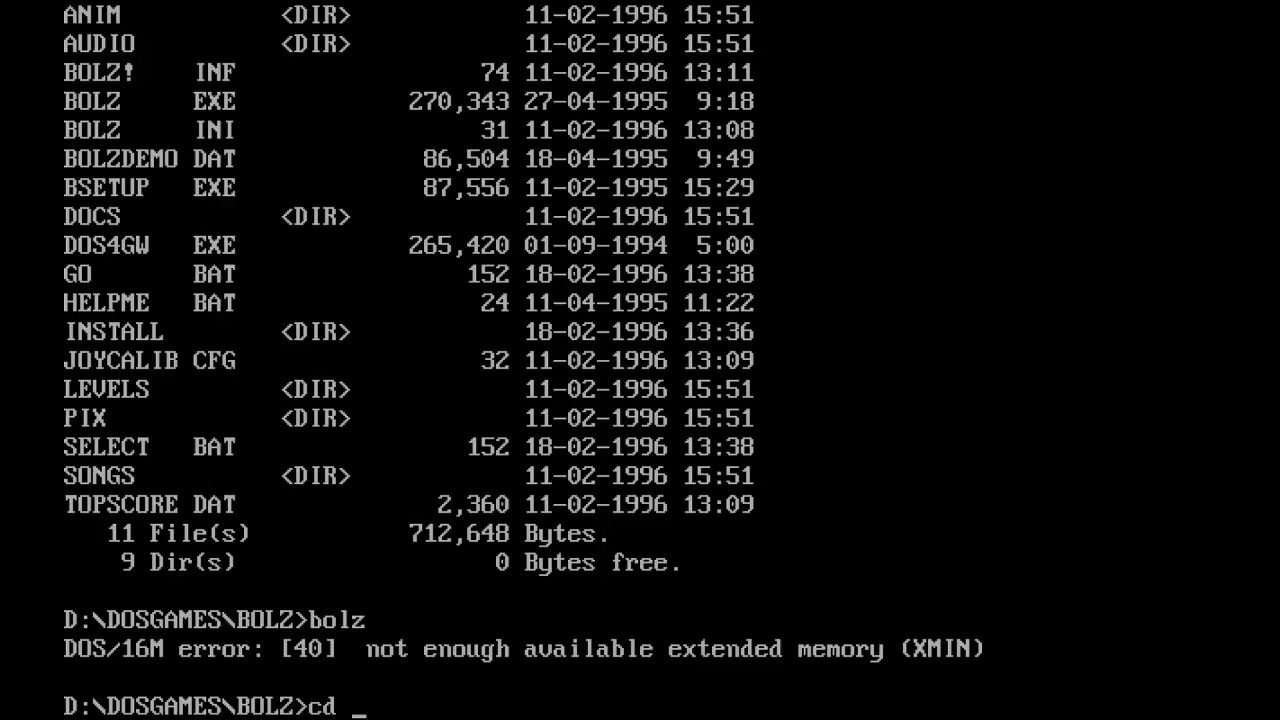 ANIM <DIR> 11-02-1996 15:51
AUDIO <DIR> 11-02-1996 15:51
BOLZ! INF 74 11-02-1996 13:11
BOLZ EXE 270,343 27-04-1995 9:18
BOLZ INI 31 11-02-1996 13:08
BOLZDEMO DAT 86,504 18-04-1995 9:49
BSETUP EXE 87,556 11-02-1995 15:29
DOCS <DIR> 11-02-1996 15:51
DOS4GW EXE 265,420 01-09-1994 5:00
GO BAT 152 18-02-1996 13:38
HELPME BAT 24 11-04-1995 11:22
INSTALL <DIR> 18-02-1996 13:36
JOYCALIB CFG 32 11-02-1996 13:09
LEVELS <DIR> 11-02-1996 15:51
PIX <DIR> 11-02-1996 15:51
SELECT BAT 152 18-02-1996 13:38
SONGS <DIR> 11-02-1996 15:51
TOPSCORE DAT 2,360 11-02-1996 13:09
11 File(s) 712,648 Bytes.
9 Dir(s) 0 Bytes free.
D:\DOSGAMES\BOLZ>bolz
DOS/16M error: [40] not enough available extended memory (XMIN)
D:\DOSGAMES\BOLZ>cd _